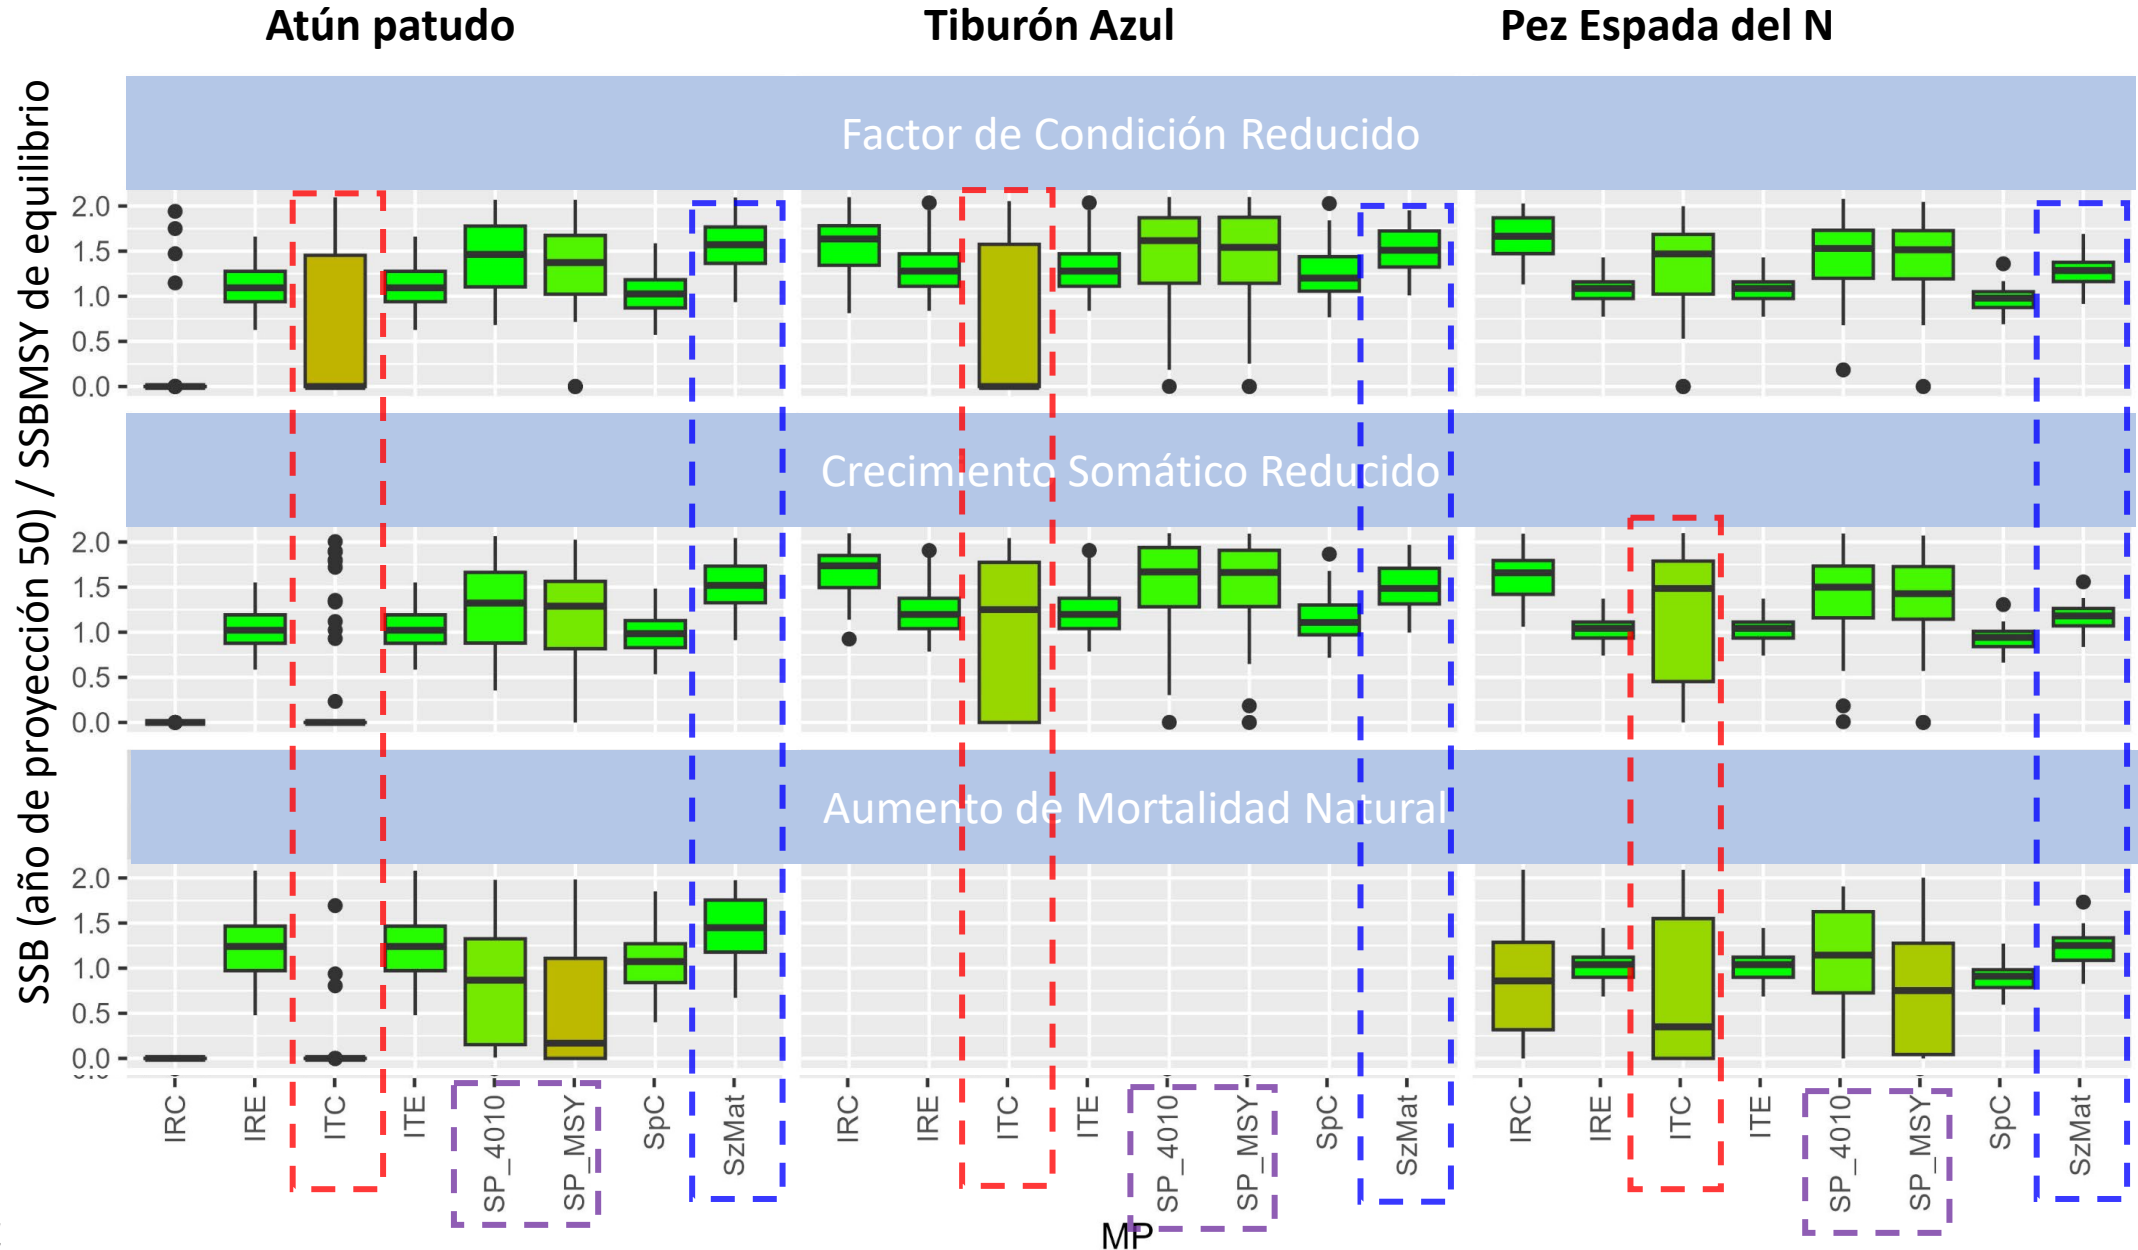 Atún patudo
Tiburón Azul
Pez Espada del N
SSB (año de proyección 50) / SSBMSY de equilibrio
Factor de Condición Reducido
2.0
1.5
1.0
0.5
0.0
Crecimiento Somático Reducido
2.0
1.5
1.0
0.5
0.0
Aumento de Mortalidad Natural
2.0
1.5
1.0
0.5
0.0
IRC
IRE
ITC
ITE
SP_4010
SP_MSY
SpC
SzMat
IRC
IRE
ITC
ITE
SP_4010
SP_MSY
SpC
SzMat
IRC
IRE
ITC
ITE
SP_4010
SP_MSY
SpC
SzMat
MP